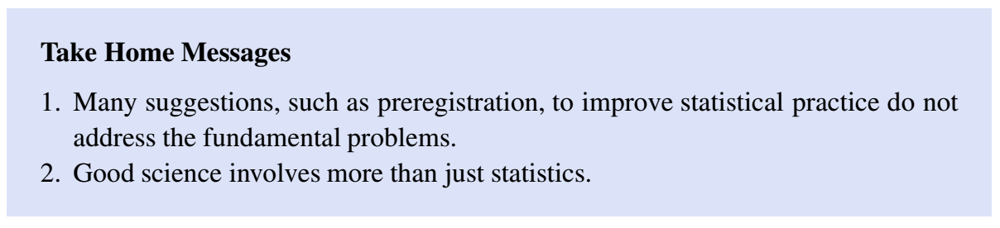 Take Home Messages
1. Many suggestions, such as preregistration, to improve statistical practice do not
address the fundamental problems.
2. Good science involves more than just statistics.